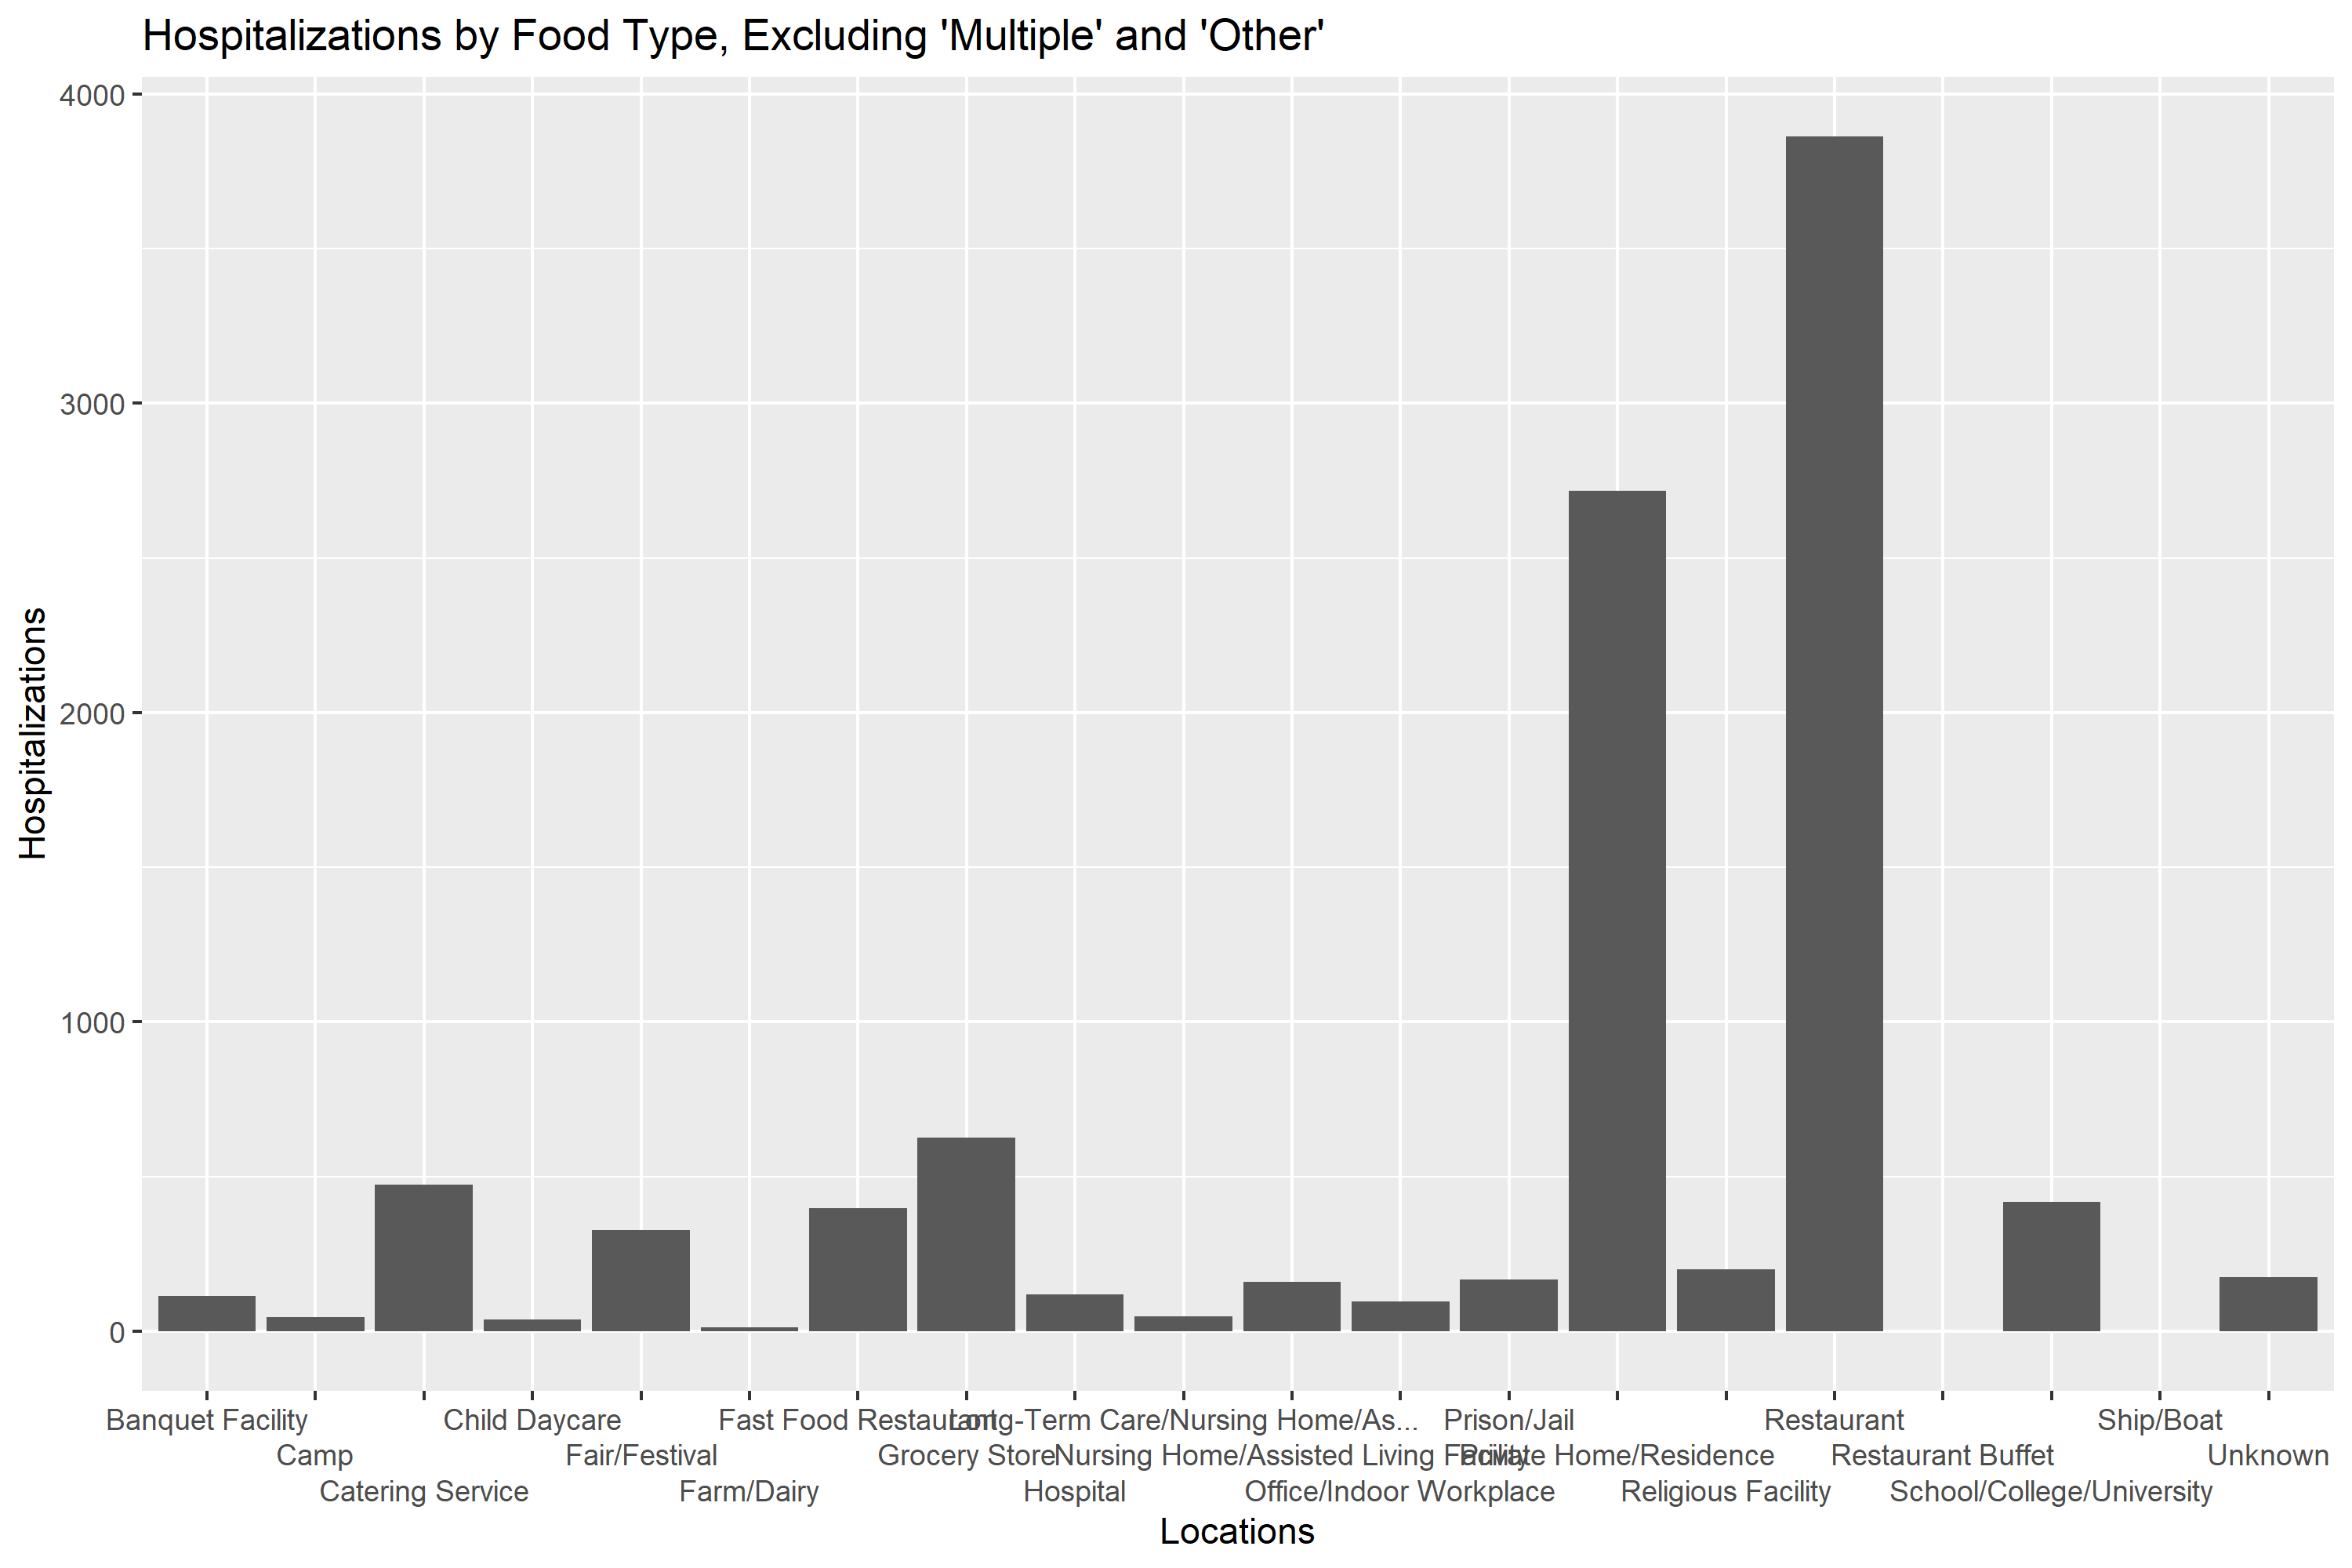 Hospitalizations by Food Type, Excluding 'Multiple' and 'Other'
4000
3000
2000
1000
0
Hospitalizations
Banquet Facility Child Daycare Fast Food Restaurant Long-Term Care/Nursing Home/As... Prison/Jail Restaurant Ship/Boat
Camp Fair/Festival Grocery Store Nursing Home/Assisted Living Facility Private Home/Residence Restaurant Buffet Unknown
Catering Service Farm/Dairy Hospital Office/Indoor Workplace Religious Facility School/College/University
Locations